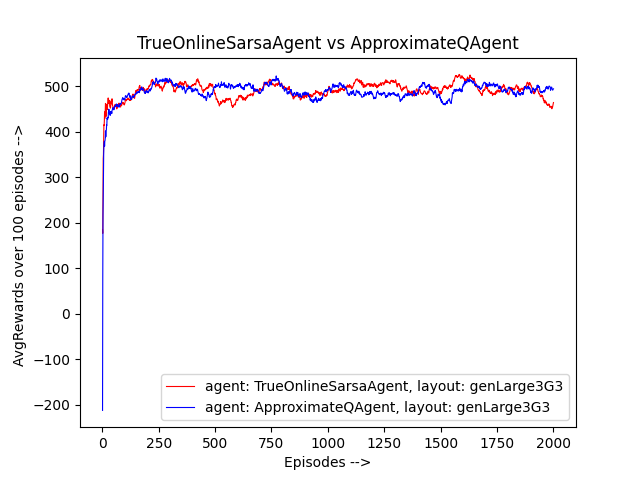 TrueOnlineSarsaAgent vs ApproximateQAgent
AvgRewards over 100 episodes -->
500
400
300
200
100
0
−100
−200
agent: TrueOnlineSarsaAgent, layout: genLarge3G3
agent: ApproximateQAgent, layout: genLarge3G3
0 250 500 750 1000 1250 1500 1750 2000
Episodes -->